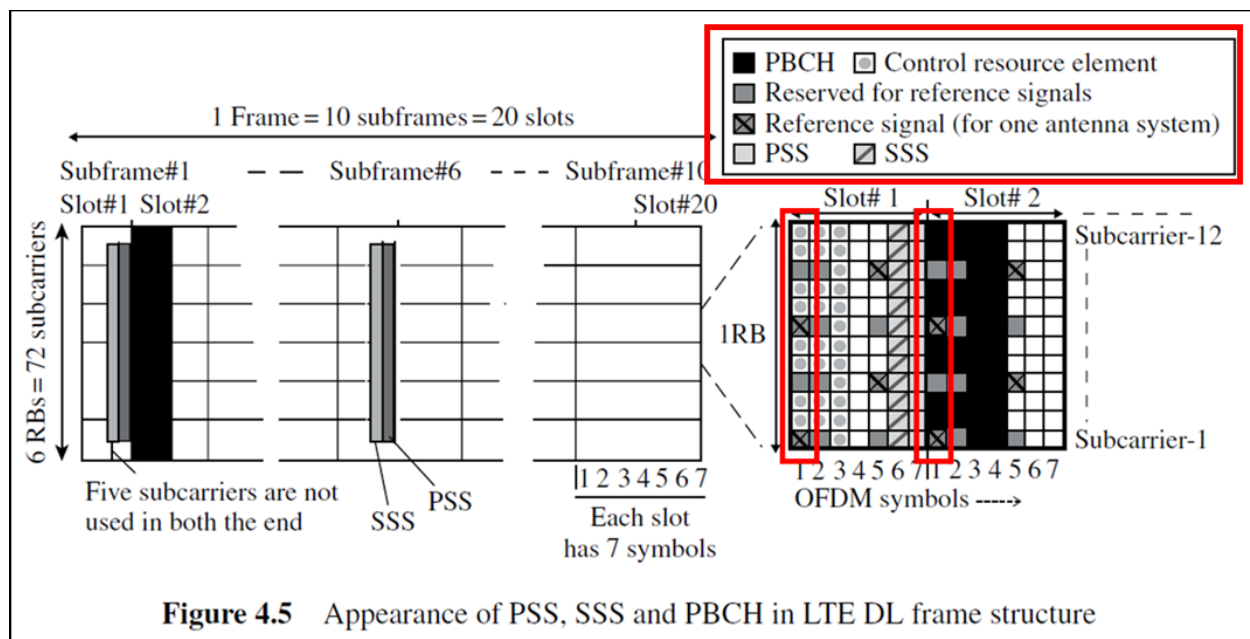 PBCH Control resource element
Reserved for reference signals
Reference signal (for one antenna system)
PSS SSS
1 Frame = 10 subframes = 20 slots
Subframe#1 Subframe#6 Subframe#10
Slot#1 Slot#2 Slot#20
Slot# 1 Slot# 2
6 RBs = 72 subcarriers
1RB
Subcarrier-12
Subcarrier-1
1 2 3 4 5 6 7
1 2 3 4 5 6 7 1 2 3 4 5 6 7
OFDM symbols
Five subcarriers are not
used in both the end
SSS
PSS
Each slot
has 7 symbols
Figure 4.5 Appearance of PSS, SSS and PBCH in LTE DL frame structure